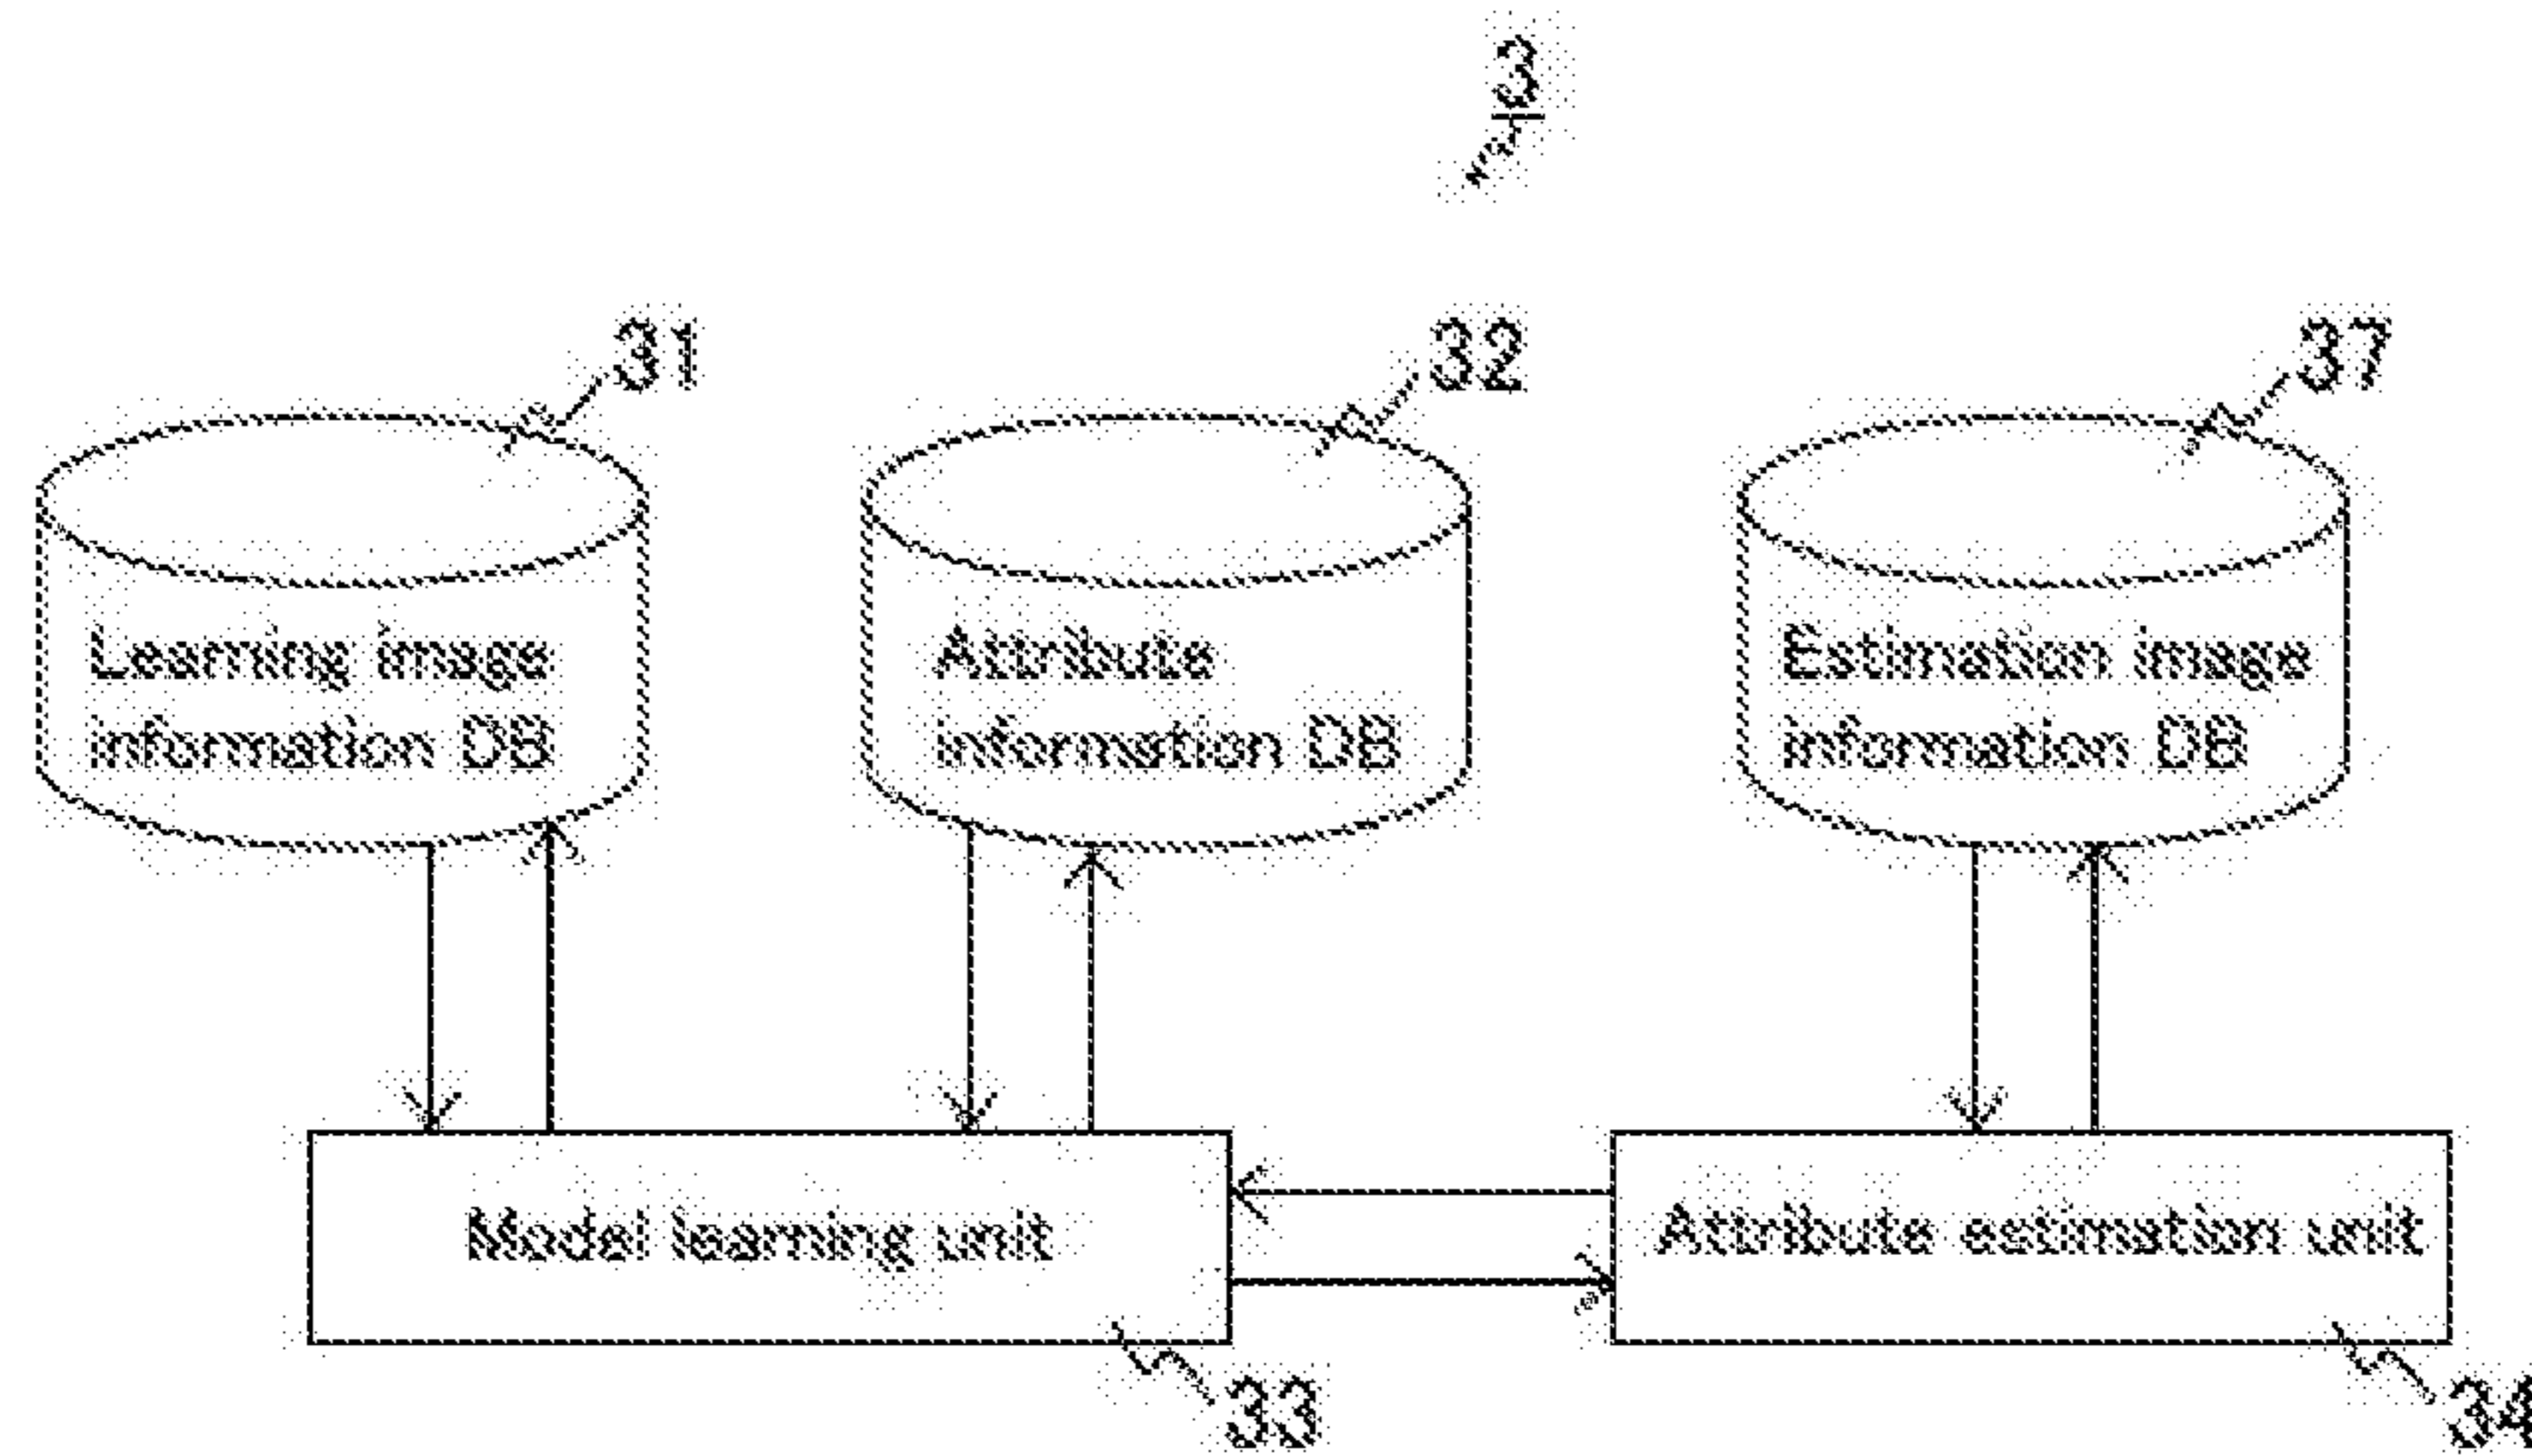 3
31
32
37
Learning image
information DB
Attribute
information DB
Estimation image
information DB
Model learning unit
Attribute estimation unit
33
34